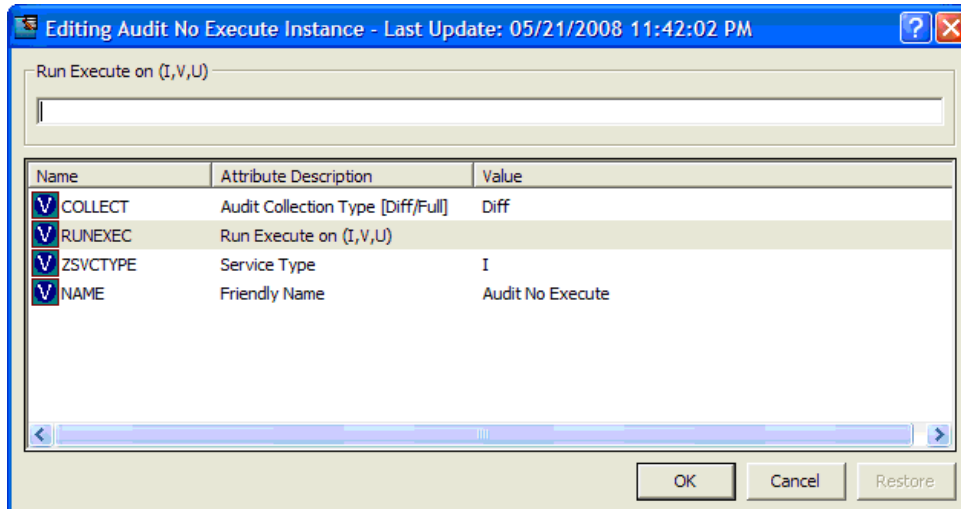 Editing Audit No Execute Instance - Last Update: 05/21/2008 11:42:02 PM
Run Execute on (I,V,U)
Name Attribute Description Value
V COLLECT Audit Collection Type [Diff/Full] Diff
V RUNEXEC Run Execute on (I,V,U)
V ZSVCTYPE Service Type I
V NAME Friendly Name Audit No Execute
OK Cancel Restore